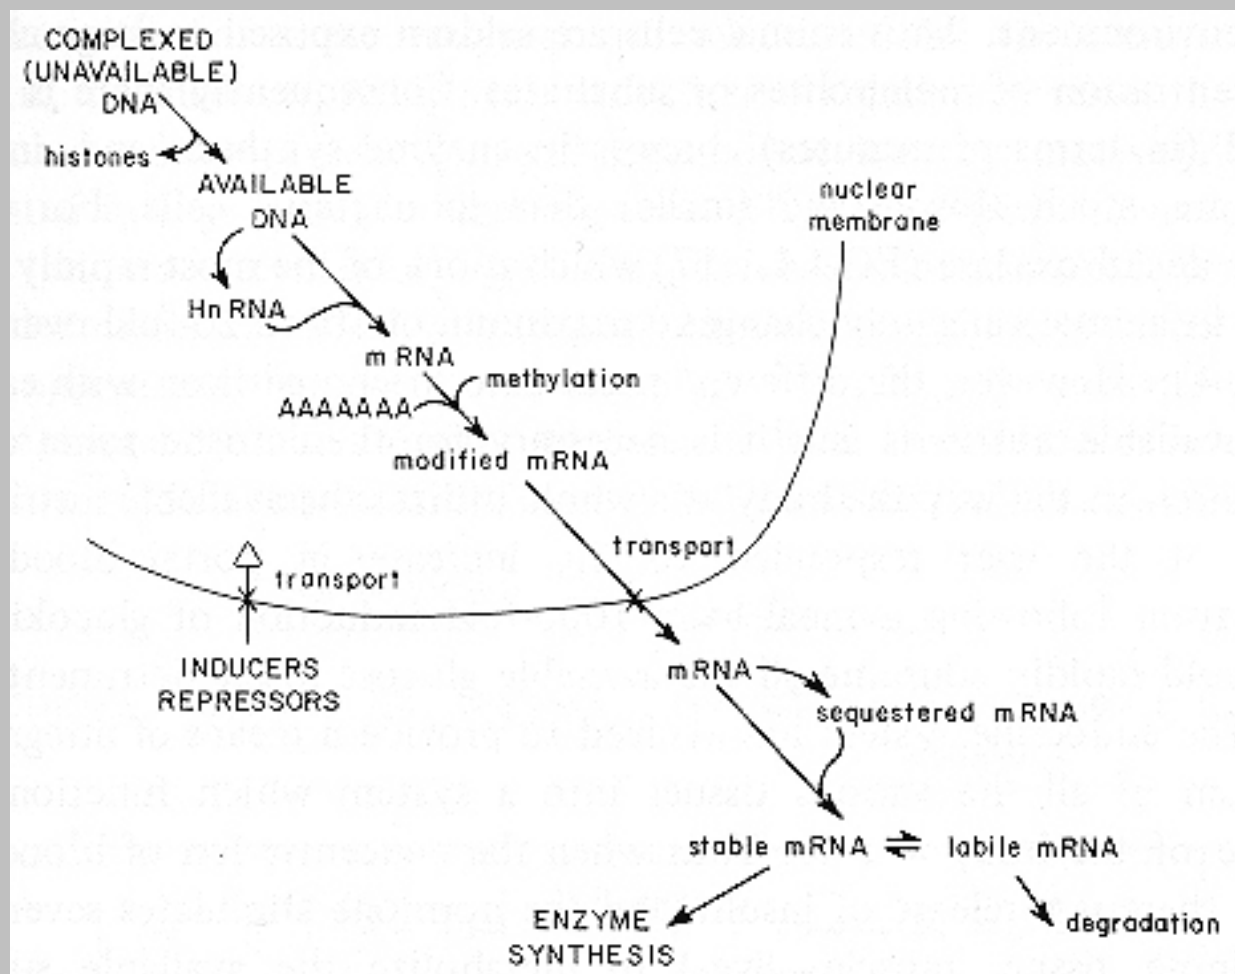 COMPLEXED
(UNAVAILABLE)
DNA
histones
AVAILABLE
DNA
nuclear
membrane
Hn RNA
mRNA
methylation
AAAAAAA
modified mRNA
transport
transport
INDUCERS
REPRESSORS
mRNA
sequestered mRNA
stable mRNA
labile mRNA
ENZYME
SYNTHESIS
degradation